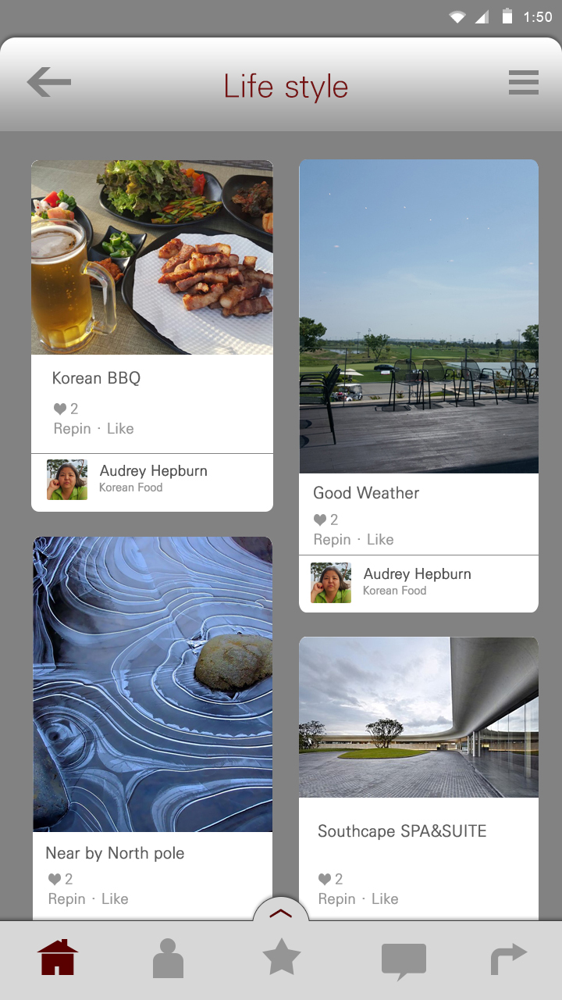 1:50
Life style
Korean BBQ
2
Repin · Like
Audrey Hepburn
Korean Food
Good Weather
2
Repin · Like
Audrey Hepburn
Korean Food
Near by North pole
2
Repin · Like
Southcape SPA&SUITE
2
Repin · Like